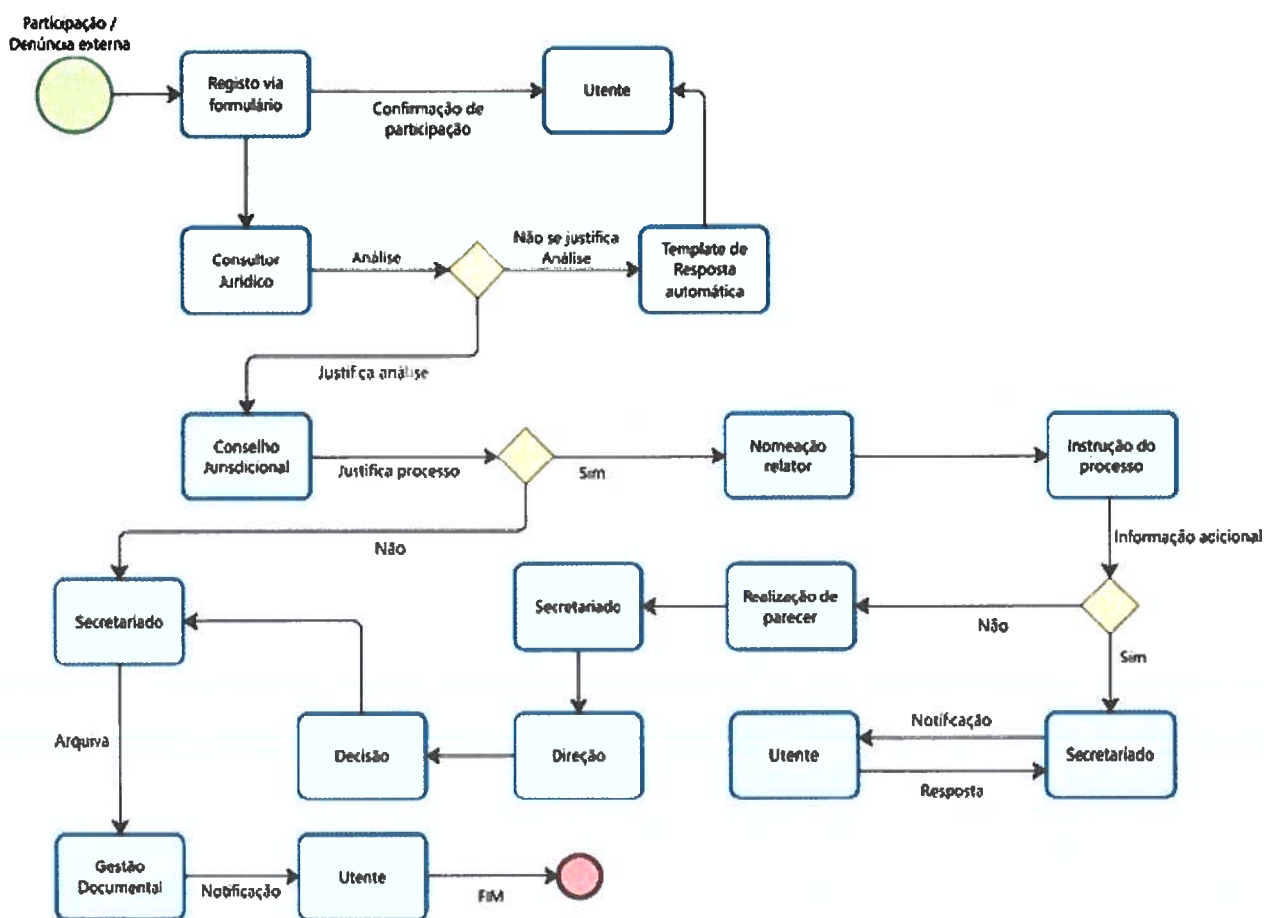 Participação /
Denúncia externa
Registo via
formulário
Confirmação de
participação
Utente
Consultor
Jurídico
Análise
Não se justifica
Análise
Template de
Resposta
automática
Justifica análise
Conselho
Jurisdicional
Justifica processo
Sim
Nomeação
relator
Instrução do
processo
Não
Informação adicional
Secretariado
Secretariado
Realização de
parecer
Não
Sim
Arquiva
Decisão
Direção
Utente
Notificação
Resposta
Secretariado
Gestão
Documental
Notificação
Utente
FIM